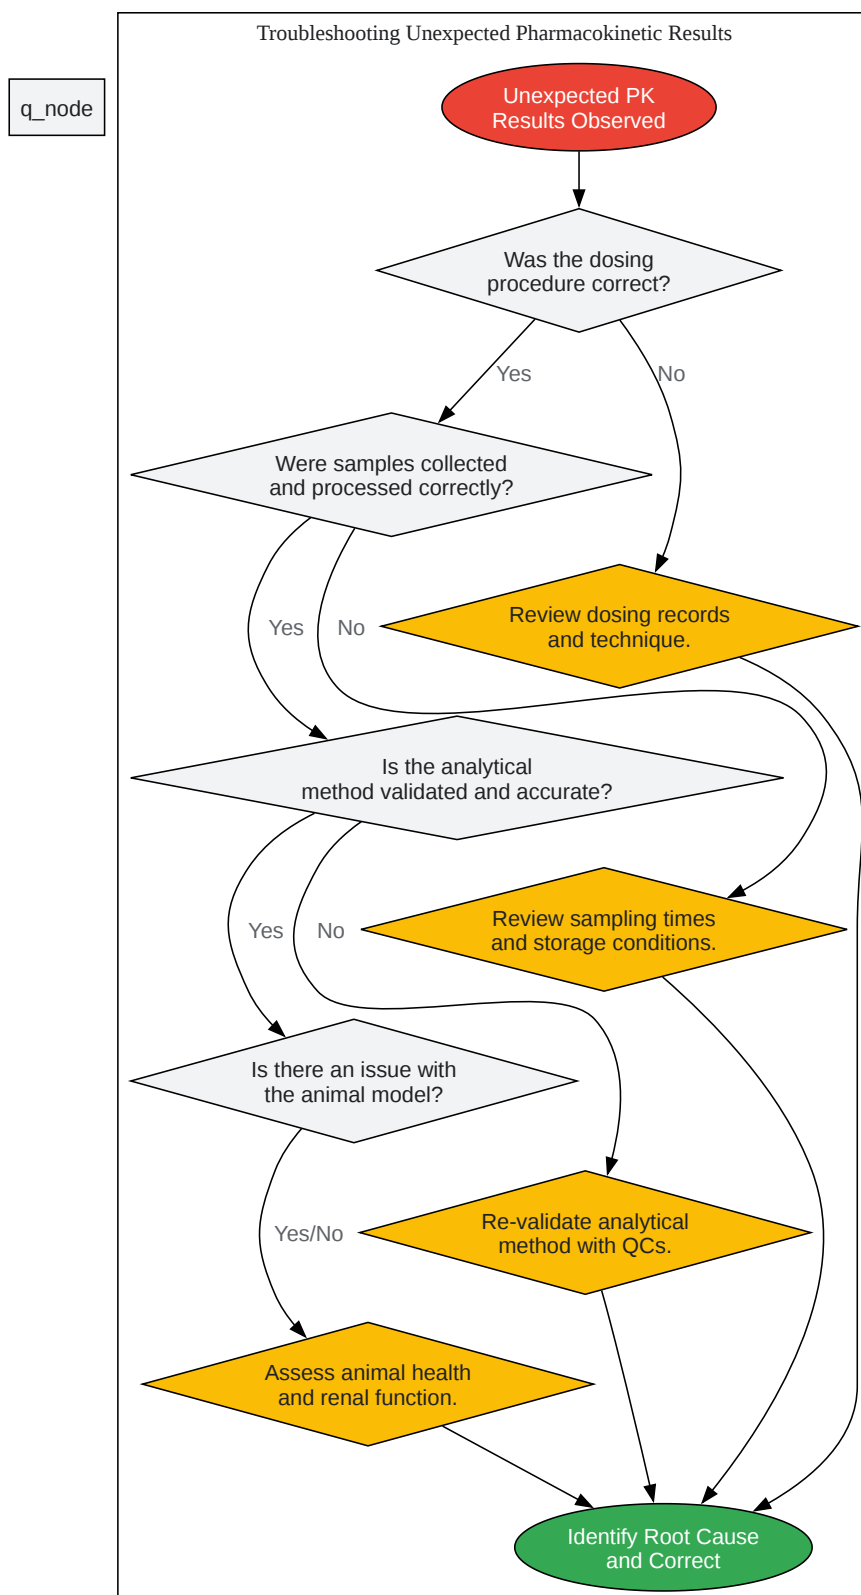 Troubleshooting Unexpected Pharmacokinetic Results
q_node
Unexpected PK
Results Observed
Was the dosing
procedure correct?
Yes
No
Were samples collected
and processed correctly?
Yes
No
Review dosing records
and technique.
Is the analytical
method validated and accurate?
Yes
No
Review sampling times
and storage conditions.
Is there an issue with
the animal model?
Yes/No
Re-validate analytical
method with QCs.
Assess animal health
and renal function.
Identify Root Cause
and Correct